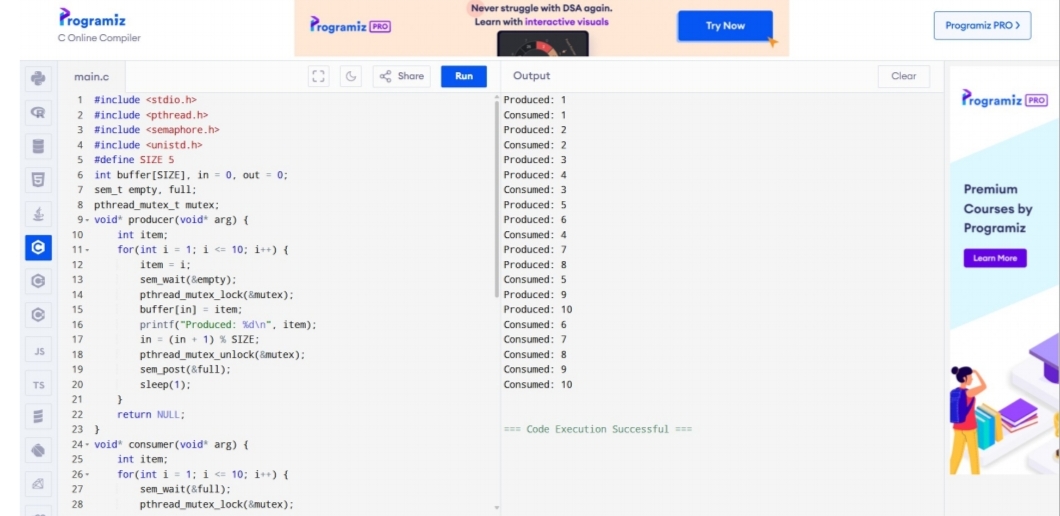 Programiz
C Online Compiler
Programiz PRO
Never struggle with DSA again.
Learn with interactive visuals
Try Now
Programiz PRO >
main.c
Share
Run
Output
Clear
1 #include <stdio.h>
2 #include <pthread.h>
3 #include <semaphore.h>
4 #include <unistd.h>
5 #define SIZE 5
6 int buffer[SIZE], in = 0, out = 0;
7 sem_t empty, full;
8 pthread_mutex_t mutex;
9 void* producer(void* arg) {
10     int item;
11     for(int i = 1; i <= 10; i++) {
12         item = i;
13         sem_wait(&empty);
14         pthread_mutex_lock(&mutex);
15         buffer[in] = item;
16         printf("Produced: %d\n", item);
17         in = (in + 1) % SIZE;
18         pthread_mutex_unlock(&mutex);
19         sem_post(&full);
20         sleep(1);
21     }
22     return NULL;
23 }
24 void* consumer(void* arg) {
25     int item;
26     for(int i = 1; i <= 10; i++) {
27         sem_wait(&full);
28         pthread_mutex_lock(&mutex);
Produced: 1
Consumed: 1
Produced: 2
Consumed: 2
Produced: 3
Produced: 4
Consumed: 3
Produced: 5
Produced: 6
Consumed: 4
Produced: 7
Produced: 8
Consumed: 5
Produced: 9
Produced: 10
Consumed: 6
Consumed: 7
Consumed: 8
Consumed: 9
Consumed: 10
=== Code Execution Successful ===
JS
TS
Programiz PRO
Premium
Courses by
Programiz
Learn More